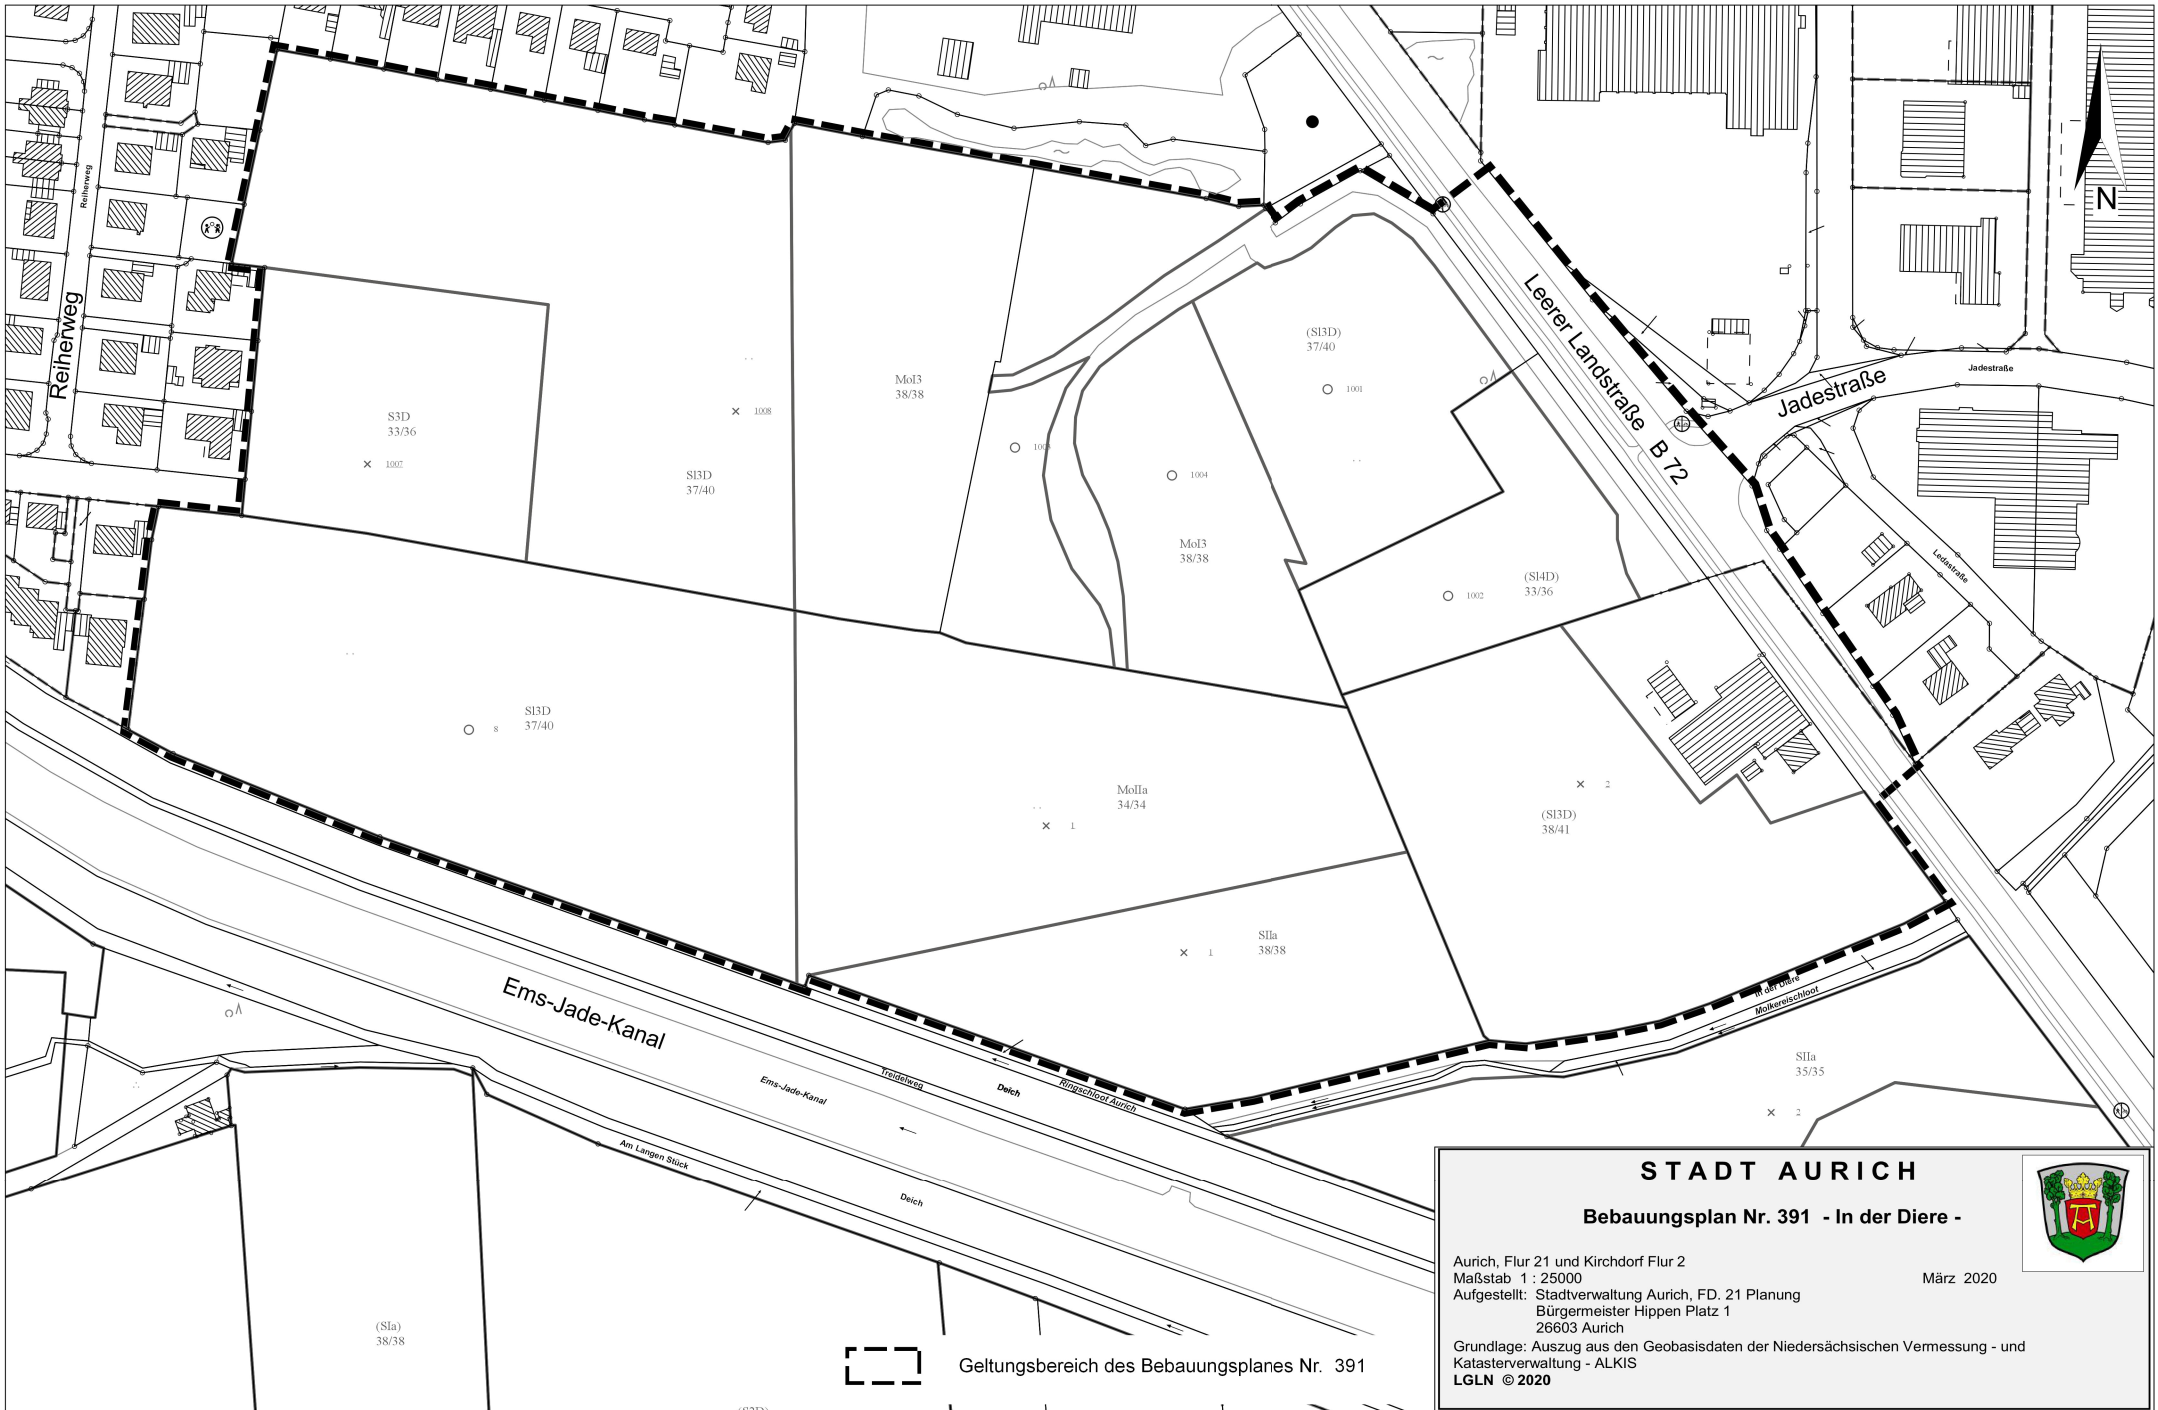 Reiherweg
Reiherweg
S3D
33/36
1007
1008
Sl3D
37/40
MoI3
38/38
(Sl3D)
37/40
1001
1004
MoI3
38/38
(Sl4D)
33/36
1002
Leerer Landstraße B 72
Jadestraße
Jadestraße
Ledastraße
N
Sl3D
37/40
8
MoIIa
34/34
1
(Sl3D)
38/41
2
SIIa
38/38
1
In der Diere
Molkereischloot
SIIa
35/35
2
Ems-Jade-Kanal
Ems-Jade-Kanal
Treidelweg
Deich
Ringschloot Aurich
Am Langen Stück
Deich
(SIa)
38/38
Geltungsbereich des Bebauungsplanes Nr. 391
STADT AURICH
Bebauungsplan Nr. 391 - In der Diere -
Aurich, Flur 21 und Kirchdorf Flur 2
Maßstab 1 : 25000 März 2020
Aufgestellt: Stadtverwaltung Aurich, FD. 21 Planung
Bürgermeister Hippen Platz 1
26603 Aurich
Grundlage: Auszug aus den Geobasisdaten der Niedersächsischen Vermessung - und
Katasterverwaltung - ALKIS
LGLN © 2020